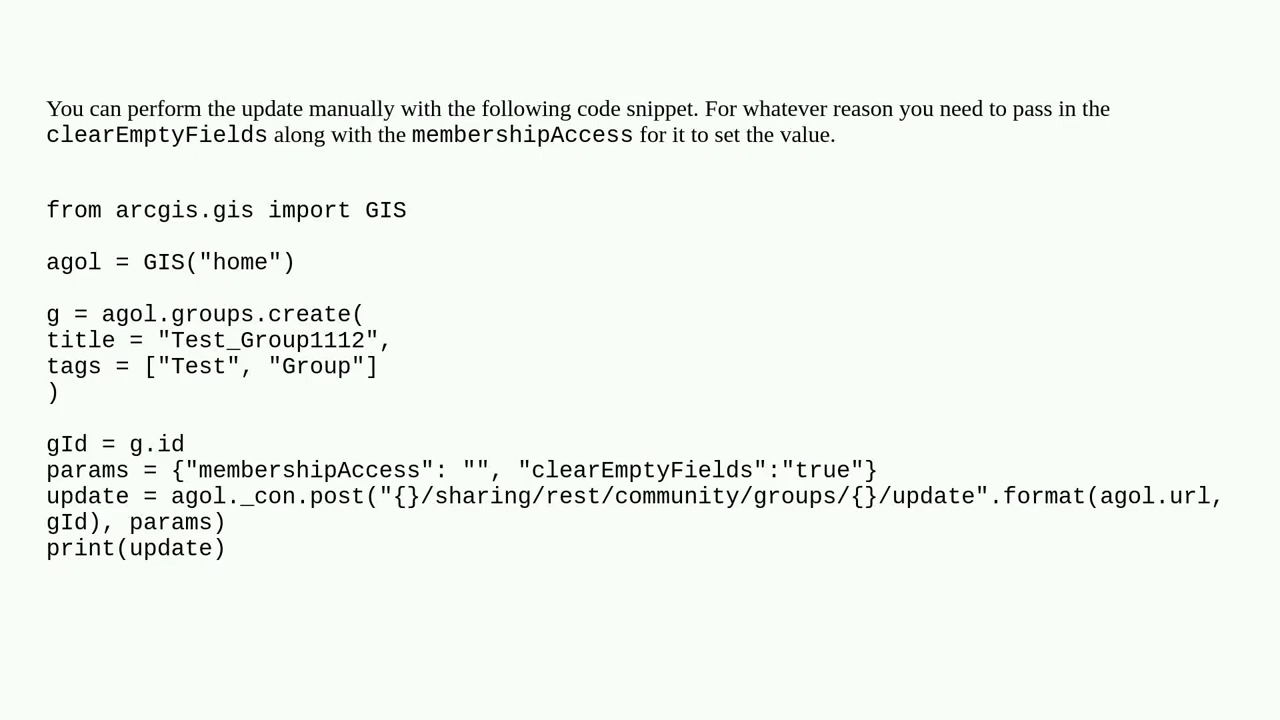 You can perform the update manually with the following code snippet. For whatever reason you need to pass in the
clearEmptyFields along with the membershipAccess for it to set the value.
from arcgis.gis import GIS
agol = GIS("home")
g = agol.groups.create(
title = "Test_Group1112",
tags = ["Test", "Group"]
)
gId = g.id
params = {"membershipAccess": "", "clearEmptyFields":"true"}
update = agol._con.post("{}/sharing/rest/community/groups/{}/update".format(agol.url,
gId), params)
print(update)